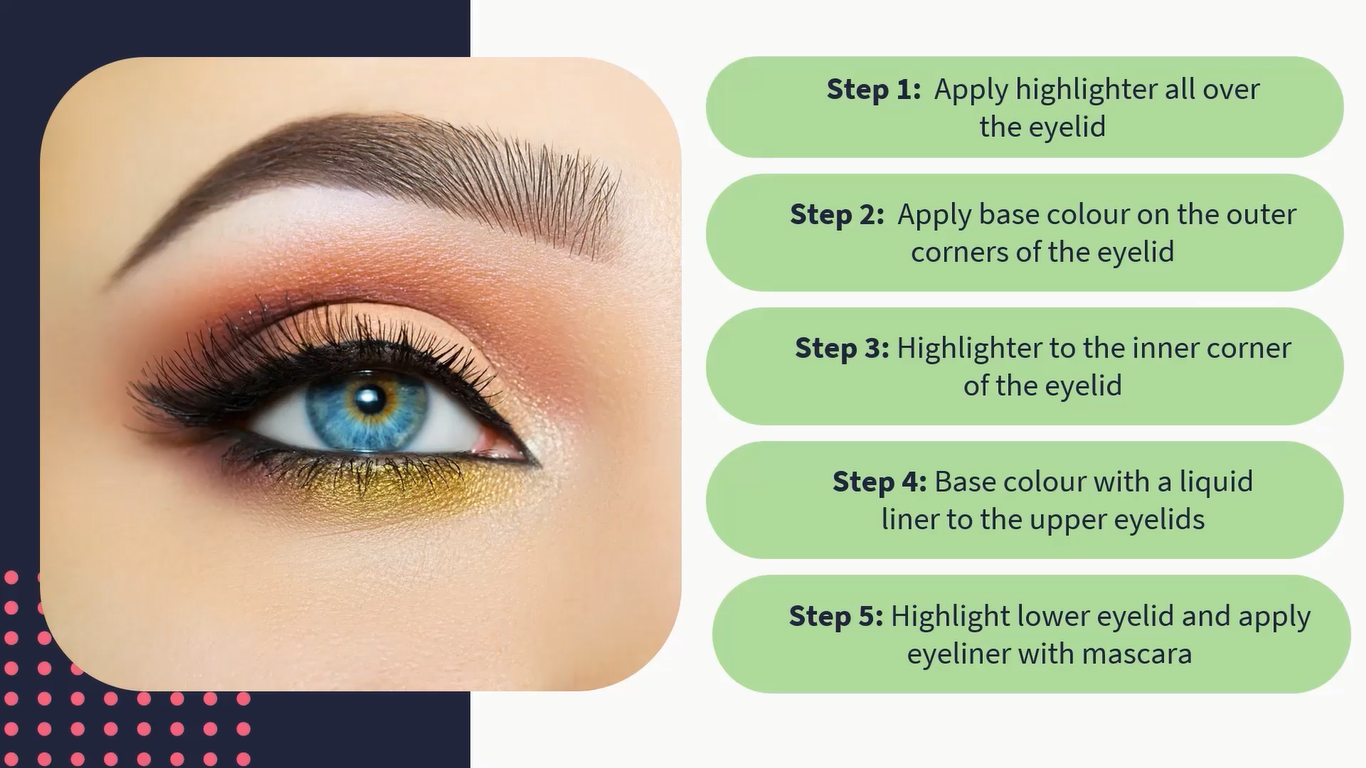 Step 1: Apply highlighter all over
the eyelid
Step 2: Apply base colour on the outer
corners of the eyelid
Step 3: Highlighter to the inner corner
of the eyelid
Step 4: Base colour with a liquid
liner to the upper eyelids
Step 5: Highlight lower eyelid and apply
eyeliner with mascara